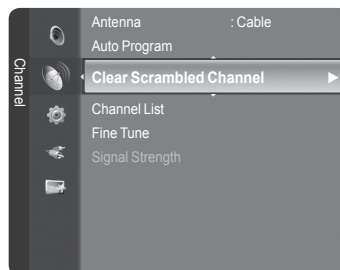 Channel
Antenna : Cable
Auto Program
Clear Scrambled Channel
Channel List
Fine Tune
Signal Strength